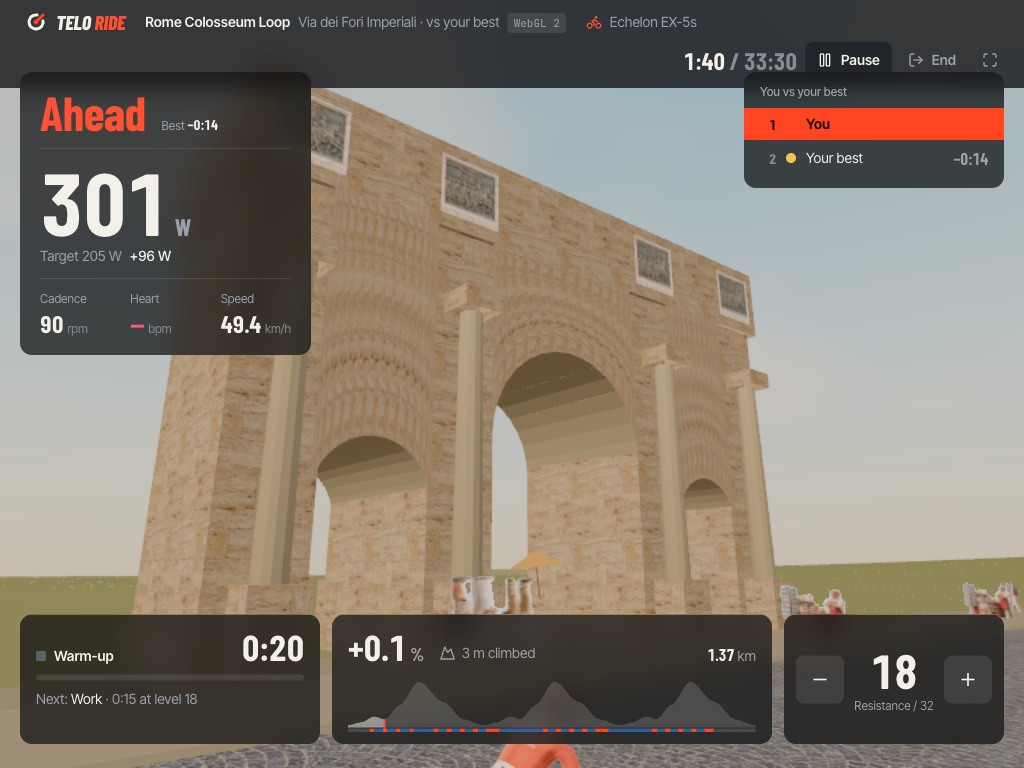 TELO RIDE Rome Colosseum Loop Via dei Fori Imperiali · vs your best WebGL 2 Echelon EX-5s
1:40 / 33:30 Pause End
Ahead Best −0:14
301 W
Target 205 W +96 W
Cadence Heart Speed
90 rpm – bpm 49.4 km/h
You vs your best
1 You
2 Your best −0:14
Warm-up 0:20
Next: Work · 0:15 at level 18
+0.1 % 3 m climbed 1.37 km
− 18 +
Resistance / 32